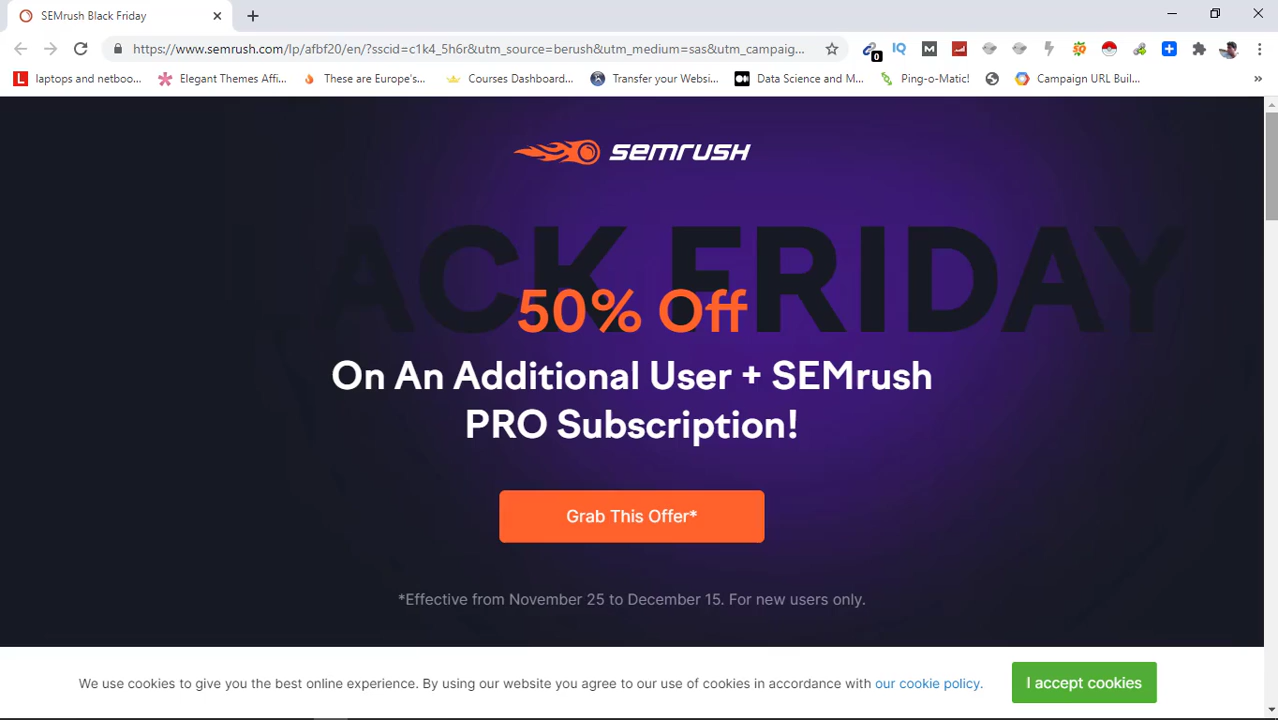 SEMrush Black Friday
https://www.semrush.com/lp/afbf20/en/?sscid=c1k4_5h6r&utm_source=berush&utm_medium=sas&utm_campaig...
0
IQ
M
L laptops and netboo...
Elegant Themes Affi...
These are Europe's...
Courses Dashboard...
Transfer your Websi...
Data Science and M...
Ping-o-Matic!
Campaign URL Buil...
semrush
LACK FRIDAY
50% Off
On An Additional User + SEMrush
PRO Subscription!
Grab This Offer*
*Effective from November 25 to December 15. For new users only.
We use cookies to give you the best online experience. By using our website you agree to our use of cookies in accordance with our cookie policy.
I accept cookies